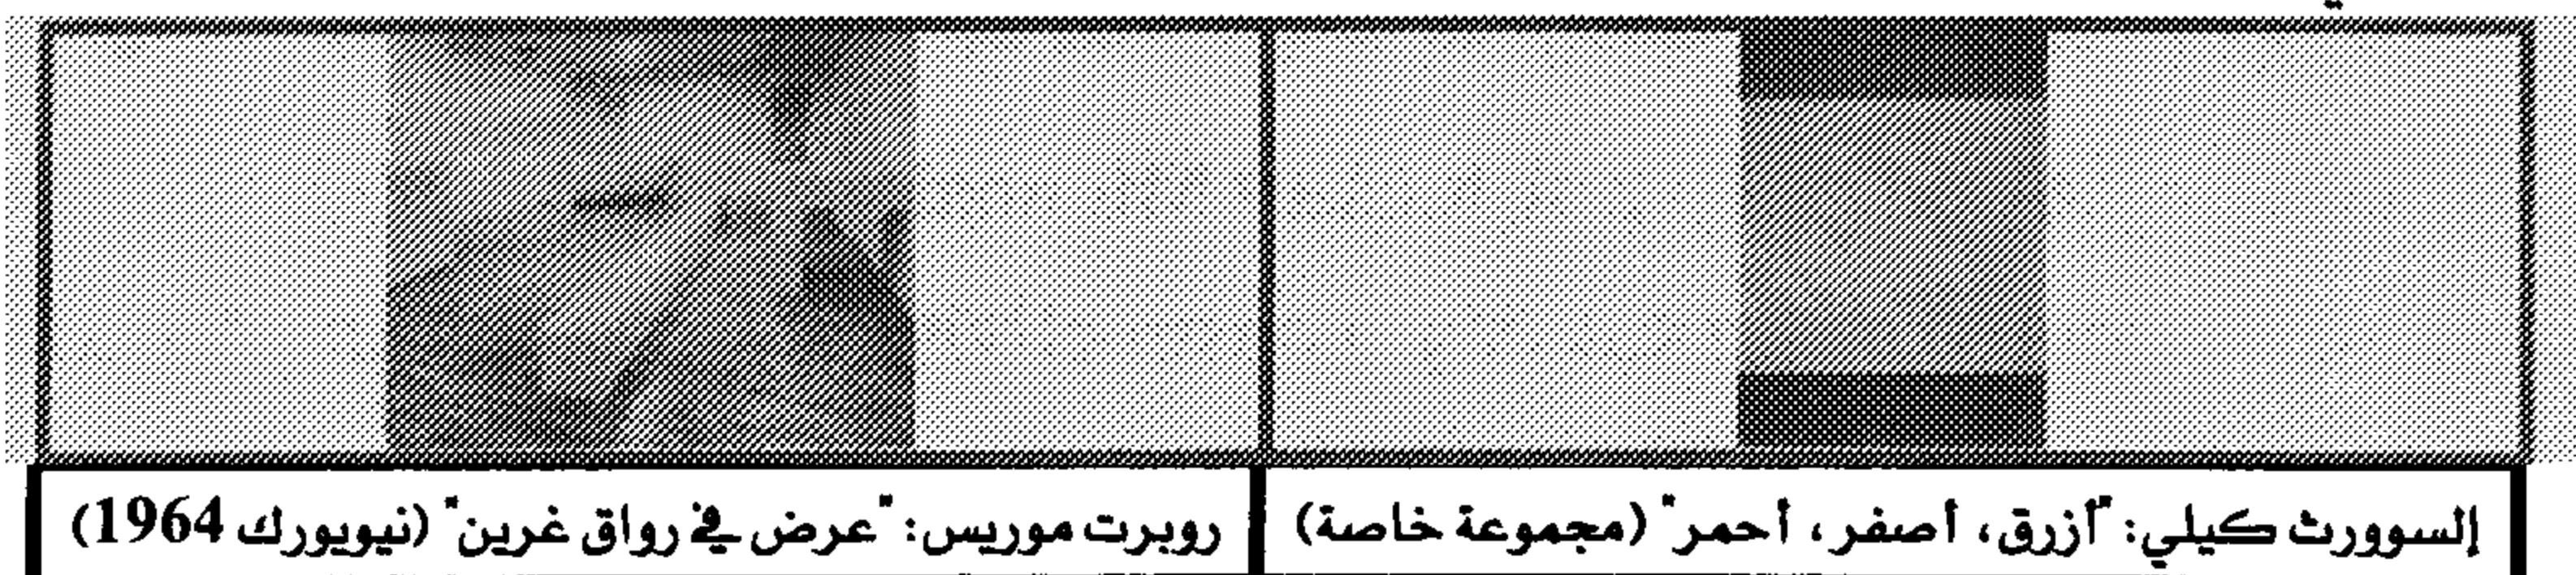 إلسوورث كيلي: "أزرق، أصفر، أحمر" (مجموعة خاصة)
روبرت موريس: "عرض في رواق غرين" (نيويورك 1964)